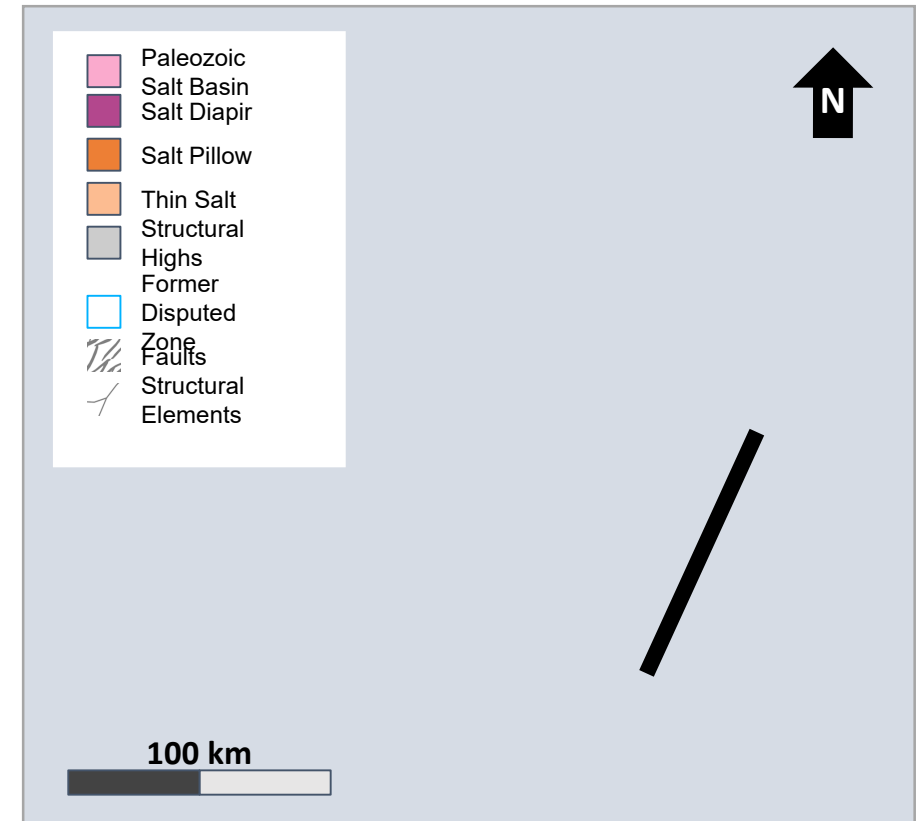 Paleozoic
Salt Basin
Salt Diapir
Salt Pillow
Thin Salt
Structural
Highs
Former
Disputed
Zone
Faults
Structural
Elements
N
100 km